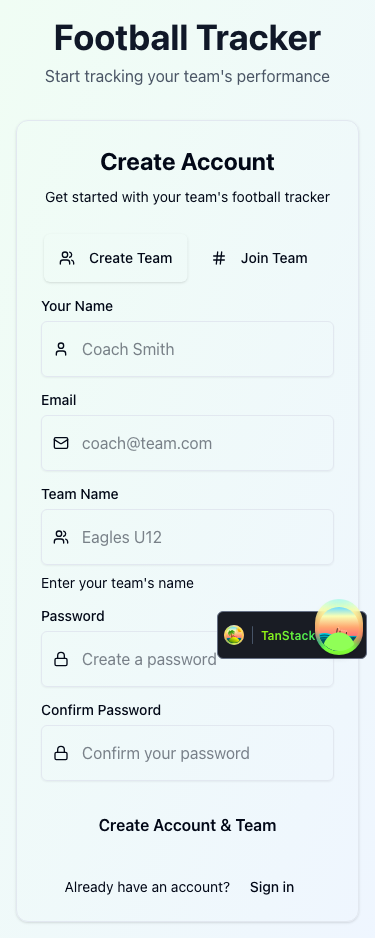 Football Tracker
Start tracking your team's performance
Create Account
Get started with your team's football tracker
Create Team
Join Team
Your Name
Coach Smith
Email
coach@team.com
Team Name
Eagles U12
Enter your team's name
Password
TanStack
Create a password
Confirm Password
Confirm your password
Create Account & Team
Already have an account? Sign in